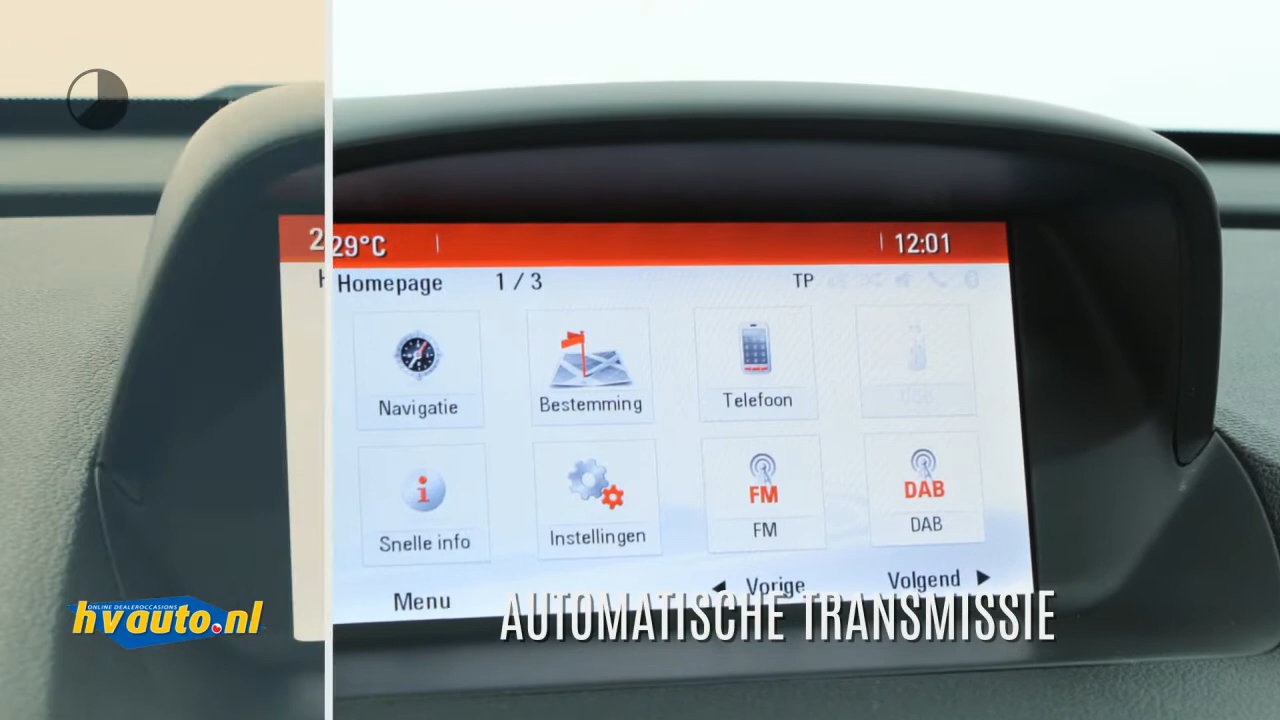 29°C
12:01
Homepage 1 / 3 TP
Navigatie
Bestemming
Telefoon
USB
Snelle info
Instellingen
FM
FM
DAB
DAB
Menu
Vorige
Volgend
AUTOMATISCHE TRANSMISSIE
ONLINE DEALEROCCASIONS
hvauto.nl